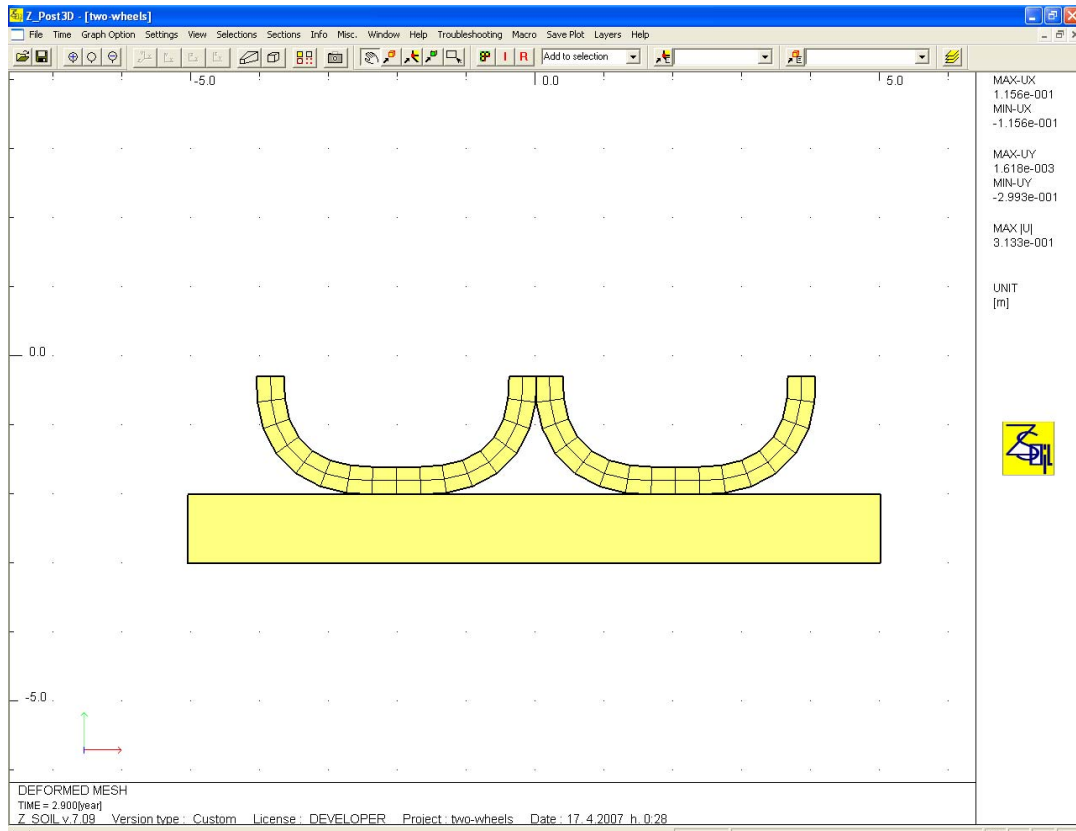 Z_Post3D - [two-wheels]
File Time Graph Option Settings View Selections Sections Info Misc. Window Help Troubleshooting Macro Save Plot Layers Help
I R Add to selection
-5.0 0.0 5.0
MAX-UX
1.156e-001
MIN-UX
-1.156e-001
MAX-UY
1.618e-003
MIN-UY
-2.993e-001
MAX |U|
3.133e-001
UNIT
[m]
0.0
-5.0
DEFORMED MESH
TIME = 2.900[year]
Z_SOIL v.7.09 Version type : Custom License : DEVELOPER Project : two-wheels Date : 17. 4.2007 h. 0:28